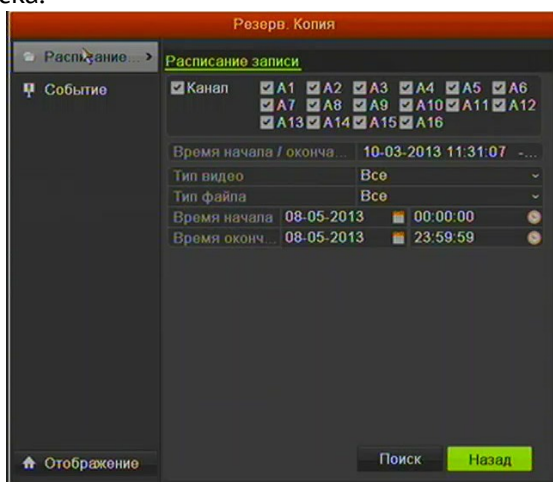 Резерв. Копия
Расписание... >
Событие
Расписание записи
Канал A1 A2 A3 A4 A5 A6
A7 A8 A9 A10 A11 A12
A13 A14 A15 A16
Время начала / оконча... 10-03-2013 11:31:07 -...
Тип видео Все
Тип файла Все
Время начала 08-05-2013 00:00:00
Время оконч... 08-05-2013 23:59:59
Отображение
Поиск Назад